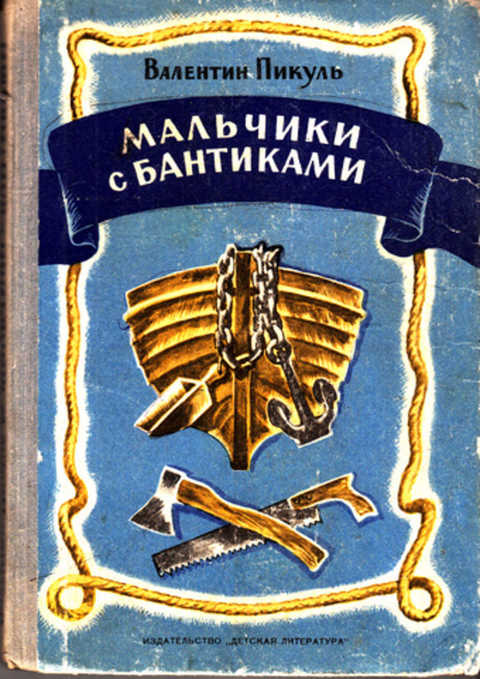 ВАЛЕНТИН ПИКУЛЬ
МАЛЬЧИКИ
С БАНТИКАМИ
ИЗДАТЕЛЬСТВО „ДЕТСКАЯ ЛИТЕРАТУРА"